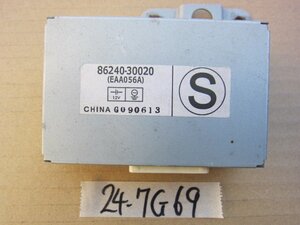 86240-30020
(EAA056A)
S
12V
CHINA G090613
24-7G69